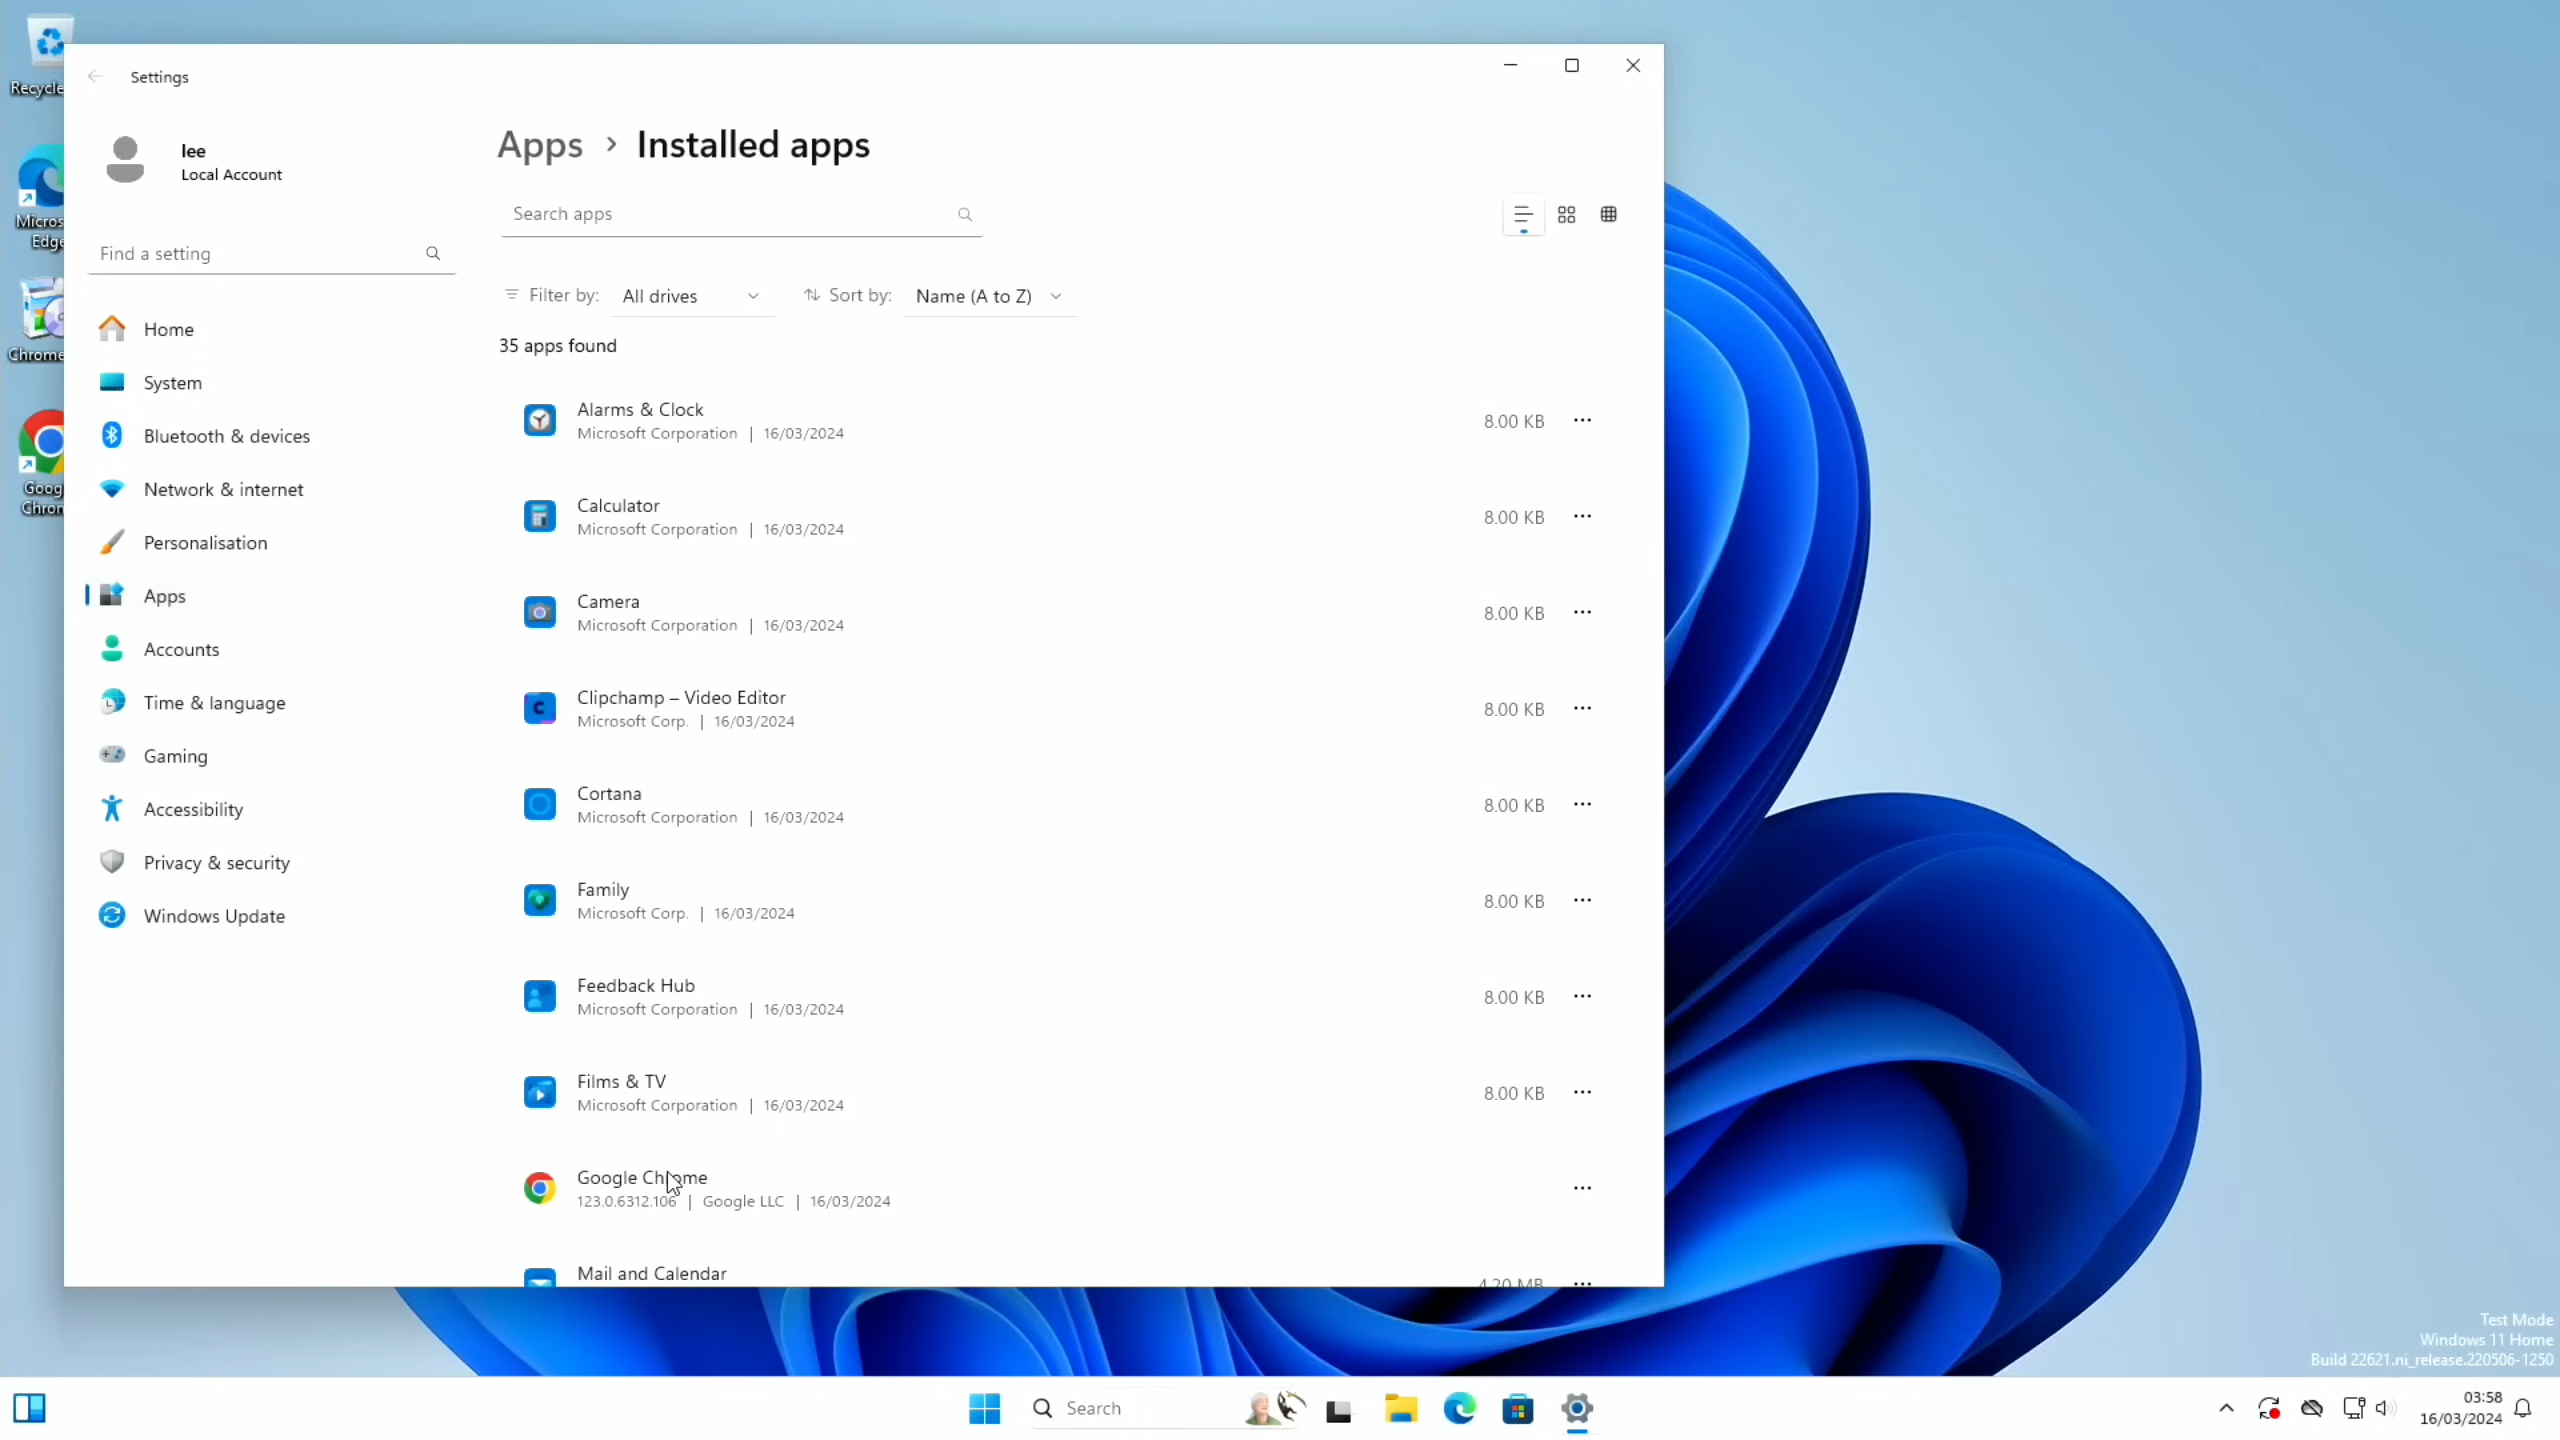 Recycle
Micros
Edge
Chrome
Goog
Chron
Settings
lee
Local Account
Find a setting
Home
System
Bluetooth & devices
Network & internet
Personalisation
Apps
Accounts
Time & language
Gaming
Accessibility
Privacy & security
Windows Update
Apps > Installed apps
Search apps
Filter by: All drives Sort by: Name (A to Z)
35 apps found
Alarms & Clock
Microsoft Corporation | 16/03/2024
8.00 KB
Calculator
Microsoft Corporation | 16/03/2024
8.00 KB
Camera
Microsoft Corporation | 16/03/2024
8.00 KB
Clipchamp – Video Editor
Microsoft Corp. | 16/03/2024
8.00 KB
Cortana
Microsoft Corporation | 16/03/2024
8.00 KB
Family
Microsoft Corp. | 16/03/2024
8.00 KB
Feedback Hub
Microsoft Corporation | 16/03/2024
8.00 KB
Films & TV
Microsoft Corporation | 16/03/2024
8.00 KB
Google Chrome
123.0.6312.106 | Google LLC | 16/03/2024
Mail and Calendar
4.20 MB
Test Mode
Windows 11 Home
Build 22621.ni_release.220506-1250
Search
03:58
16/03/2024